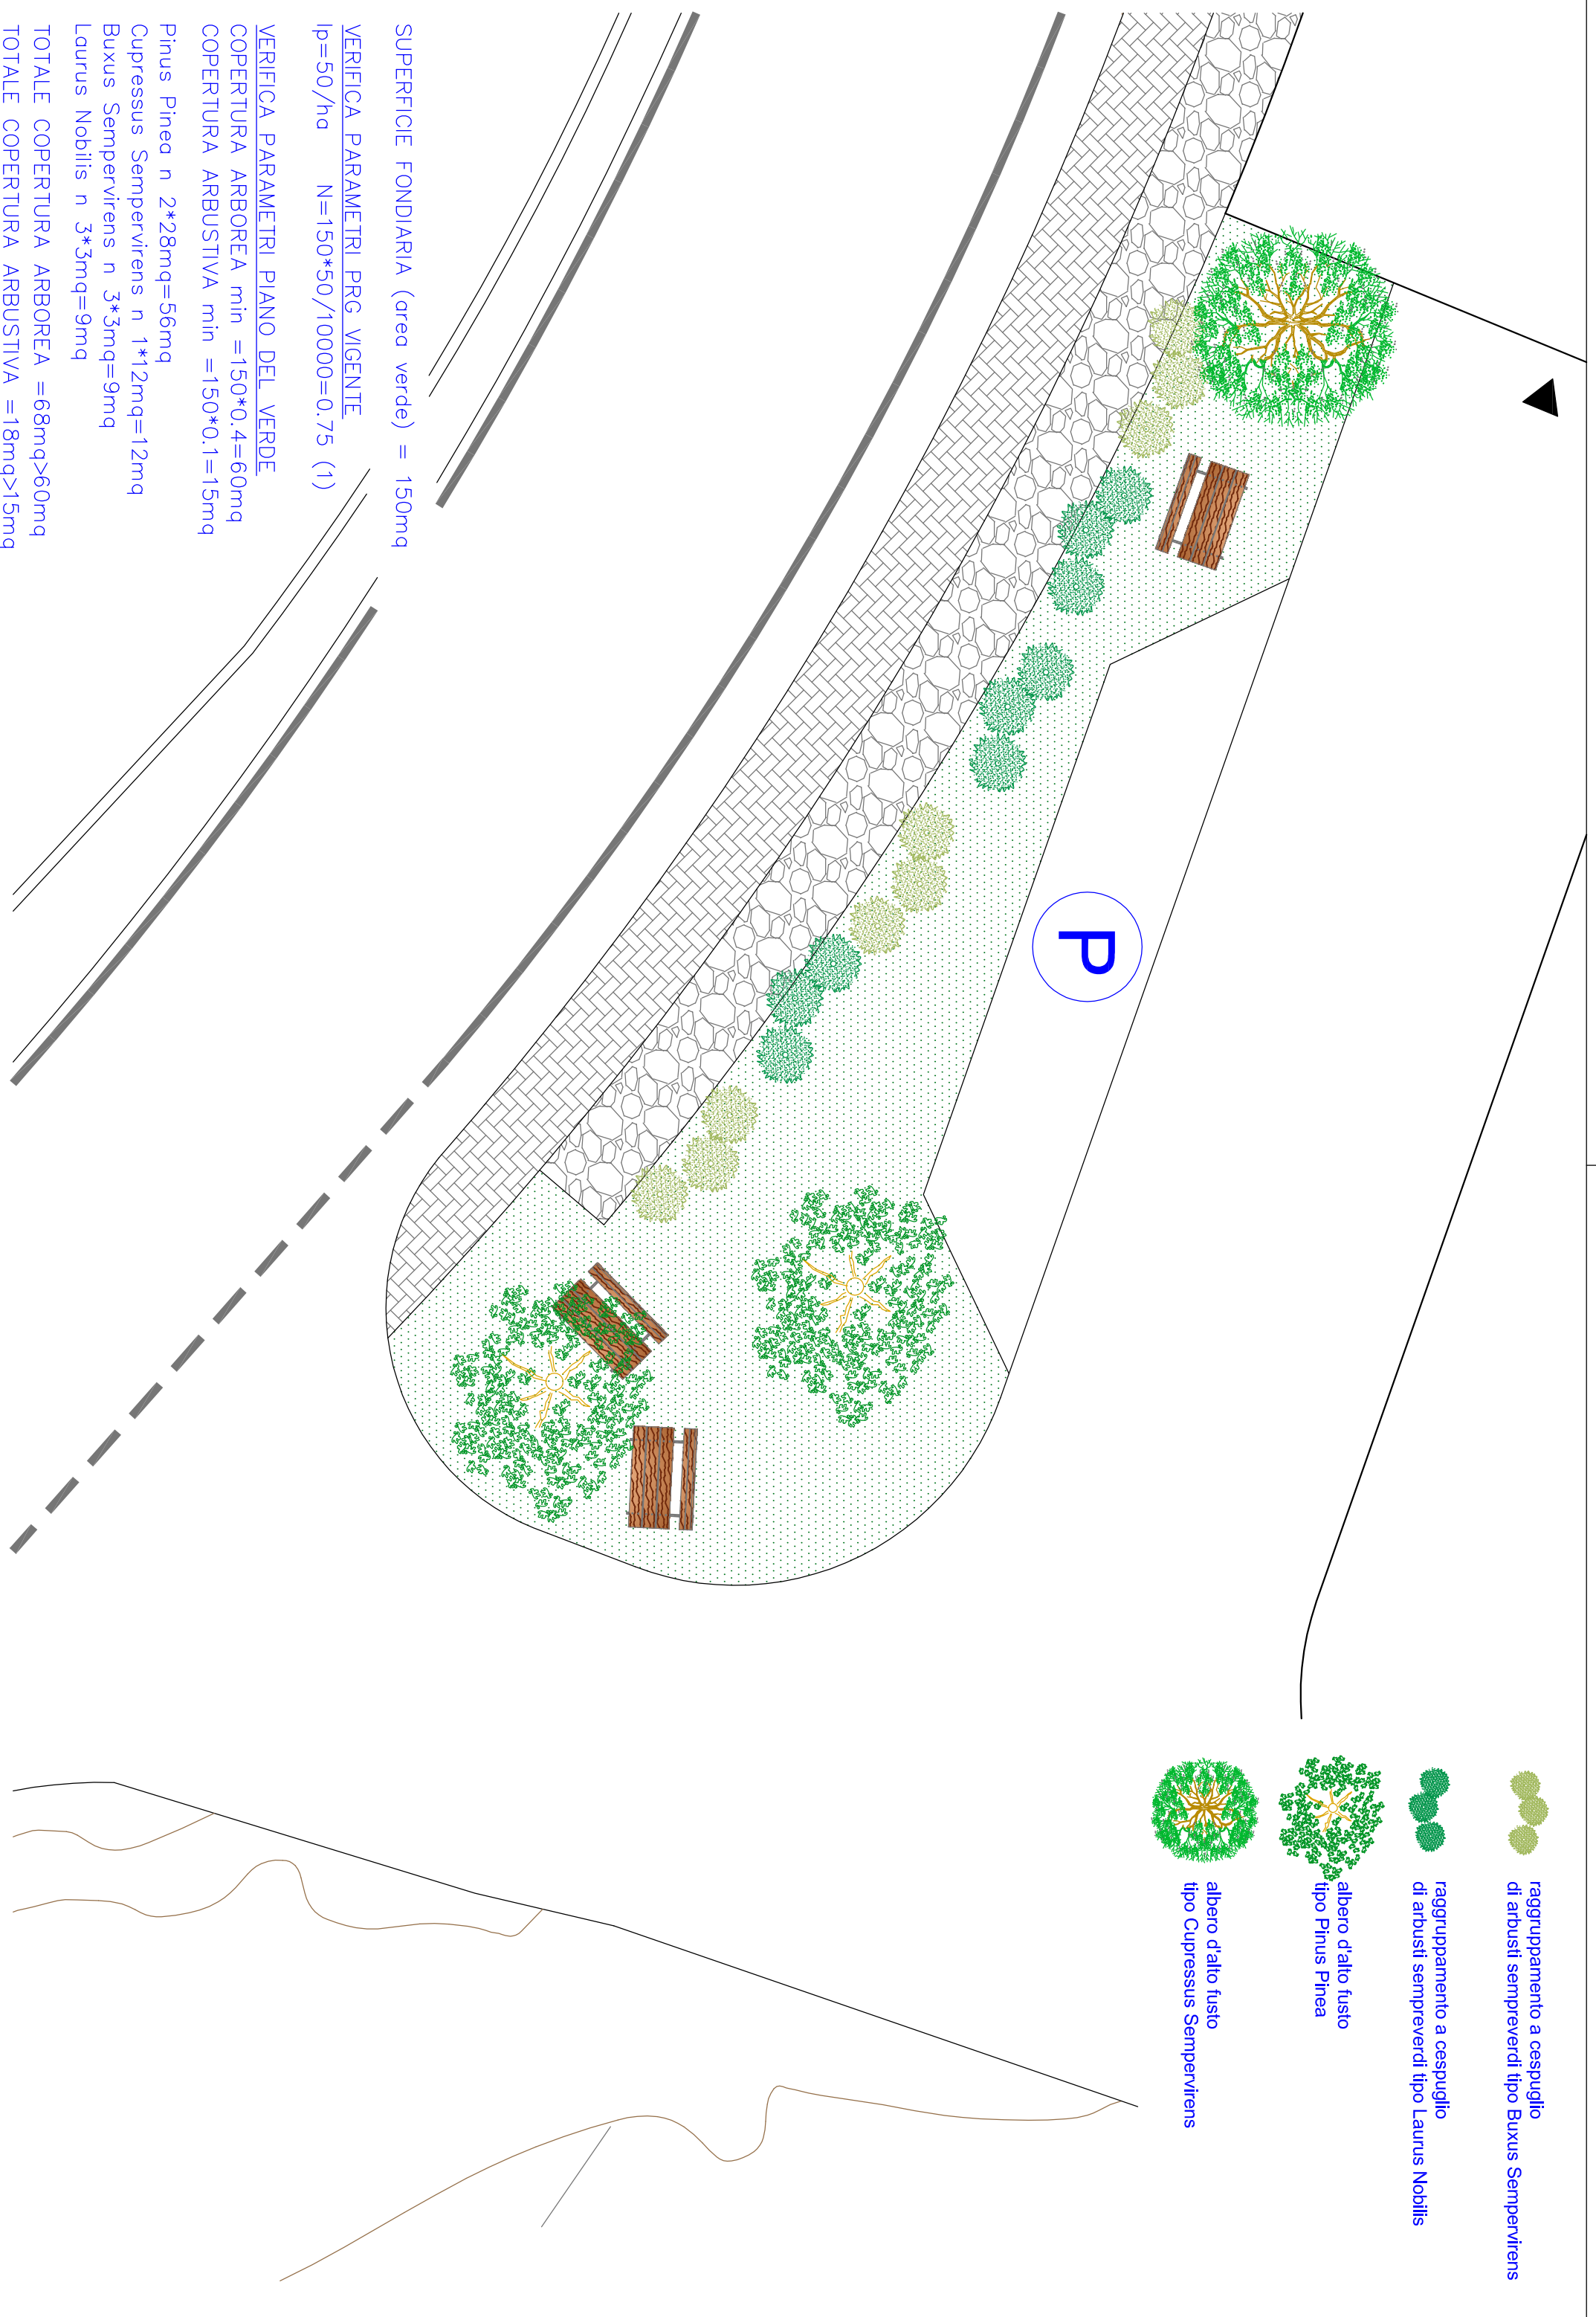 raggruppamento a cespuglio
di arbusti sempreverdi tipo Buxus Sempervirens
raggruppamento a cespuglio
di arbusti sempreverdi tipo Laurus Nobilis
albero d'alto fusto
tipo Pinus Pinea
albero d'alto fusto
tipo Cupressus Sempervirens
P
SUPERFICIE FONDIARIA (area verde) = 150mq
VERIFICA PARAMETRI PRG VIGENTE
Ip=50/ha N=150*50/10000=0.75 (1)
VERIFICA PARAMETRI PIANO DEL VERDE
COPERTURA ARBOREA min =150*0.4=60mq
COPERTURA ARBUSTIVA min =150*0.1=15mq
Pinus Pinea n 2*28mq=56mq
Cupressus Sempervirens n 1*12mq=12mq
Buxus Sempervirens n 3*3mq=9mq
Laurus Nobilis n 3*3mq=9mq
TOTALE COPERTURA ARBOREA =68mq>60mq
TOTALE COPERTURA ARBUSTIVA =18mq>15mq